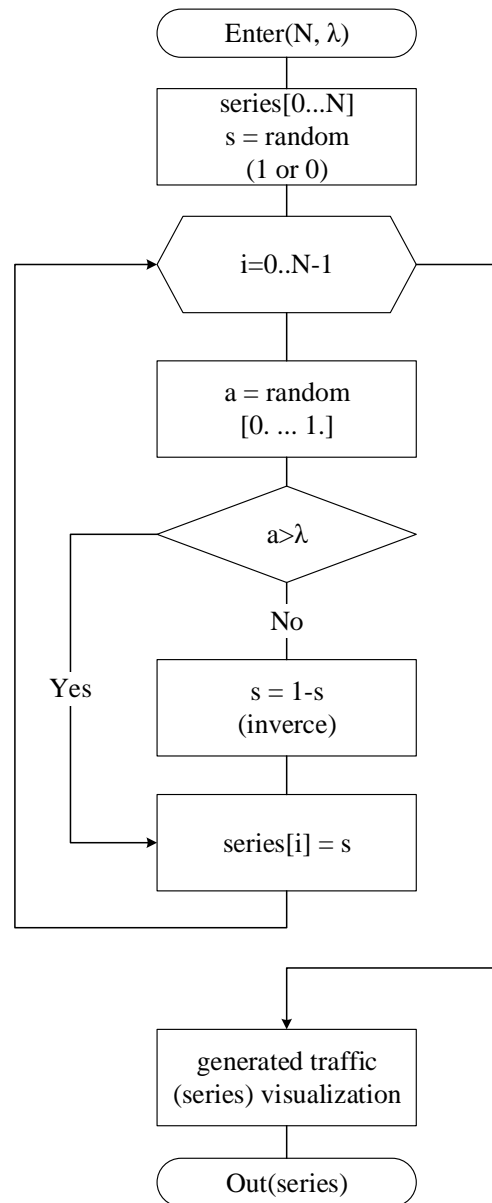 Enter(N, λ)
series[0...N]
s = random
(1 or 0)
i=0..N-1
a = random
[0. ... 1.]
a>λ
No
Yes
s = 1-s
(inverce)
series[i] = s
generated traffic
(series) visualization
Out(series)